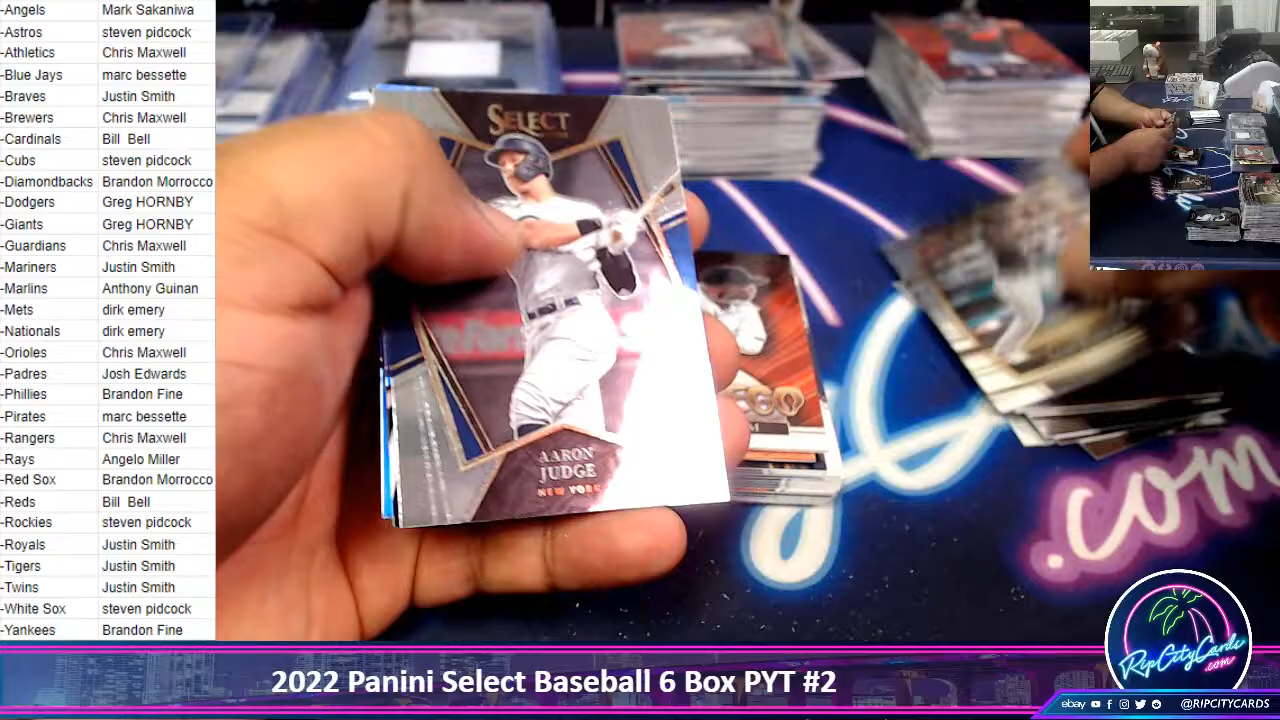 -Angels Mark Sakaniwa
-Astros steven pidcock
-Athletics Chris Maxwell
-Blue Jays marc bessette
-Braves Justin Smith
-Brewers Chris Maxwell
-Cardinals Bill Bell
-Cubs steven pidcock
-Diamondbacks Brandon Morrocco
-Dodgers Greg HORNBY
-Giants Greg HORNBY
-Guardians Chris Maxwell
-Mariners Justin Smith
-Marlins Anthony Guinan
-Mets dirk emery
-Nationals dirk emery
-Orioles Chris Maxwell
-Padres Josh Edwards
-Phillies Brandon Fine
-Pirates marc bessette
-Rangers Chris Maxwell
-Rays Angelo Miller
-Red Sox Brandon Morrocco
-Reds Bill Bell
-Rockies steven pidcock
-Royals Justin Smith
-Tigers Justin Smith
-Twins Justin Smith
-White Sox steven pidcock
-Yankees Brandon Fine
SELECT
AARON
JUDGE
NEW YORK
.com
RipCityCards
.com
2022 Panini Select Baseball 6 Box PYT #2
ebay
@RIPCITYCARDS